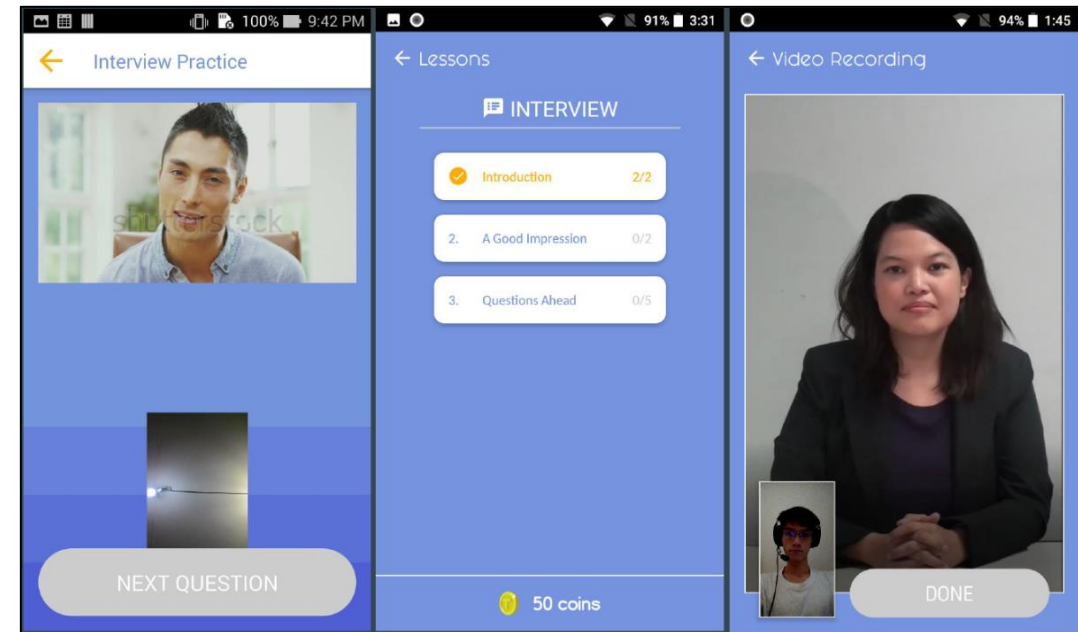 100% 9:42 PM
Interview Practice
shutterstock
NEXT QUESTION
91% 3:31
Lessons
INTERVIEW
Introduction 2/2
2. A Good Impression 0/2
3. Questions Ahead 0/5
50 coins
94% 1:45
Video Recording
DONE